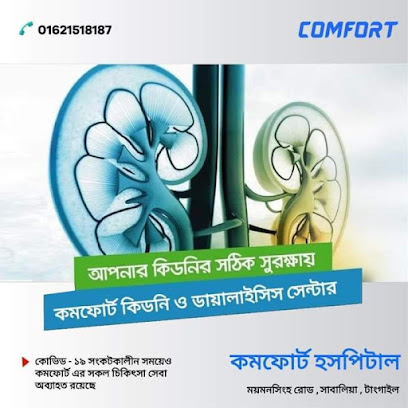 01621518187
COMFORT
আপনার কিডনির সঠিক সুরক্ষায়
কমফোর্ট কিডনি ও ডায়ালাইসিস সেন্টার
কোভিড - ১৯ সংকটকালীন সময়েও
কমফোর্ট এর সকল চিকিৎসা সেবা
অব্যাহত রয়েছে
কমফোর্ট হসপিটাল
ময়মনসিংহ রোড , সাবালিয়া , টাংগাইল